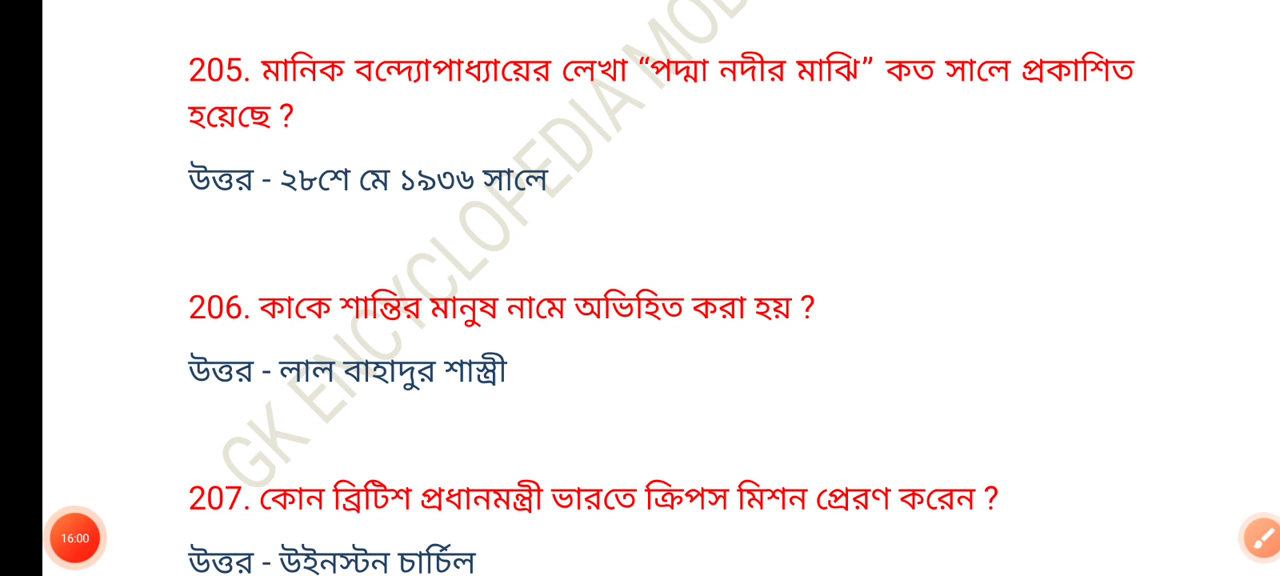 205. মানিক বন্দ্যোপাধ্যায়ের লেখা “পদ্মা নদীর মাঝি” কত সালে প্রকাশিত
হয়েছে ?
উত্তর - ২৮শে মে ১৯৩৬ সালে
206. কাকে শান্তির মানুষ নামে অভিহিত করা হয় ?
উত্তর - লাল বাহাদুর শাস্ত্রী
207. কোন ব্রিটিশ প্রধানমন্ত্রী ভারতে ক্রিপস মিশন প্রেরণ করেন ?
উত্তর - উইনস্টন চার্চিল
GK ENCYCLOPEDIA
16:00